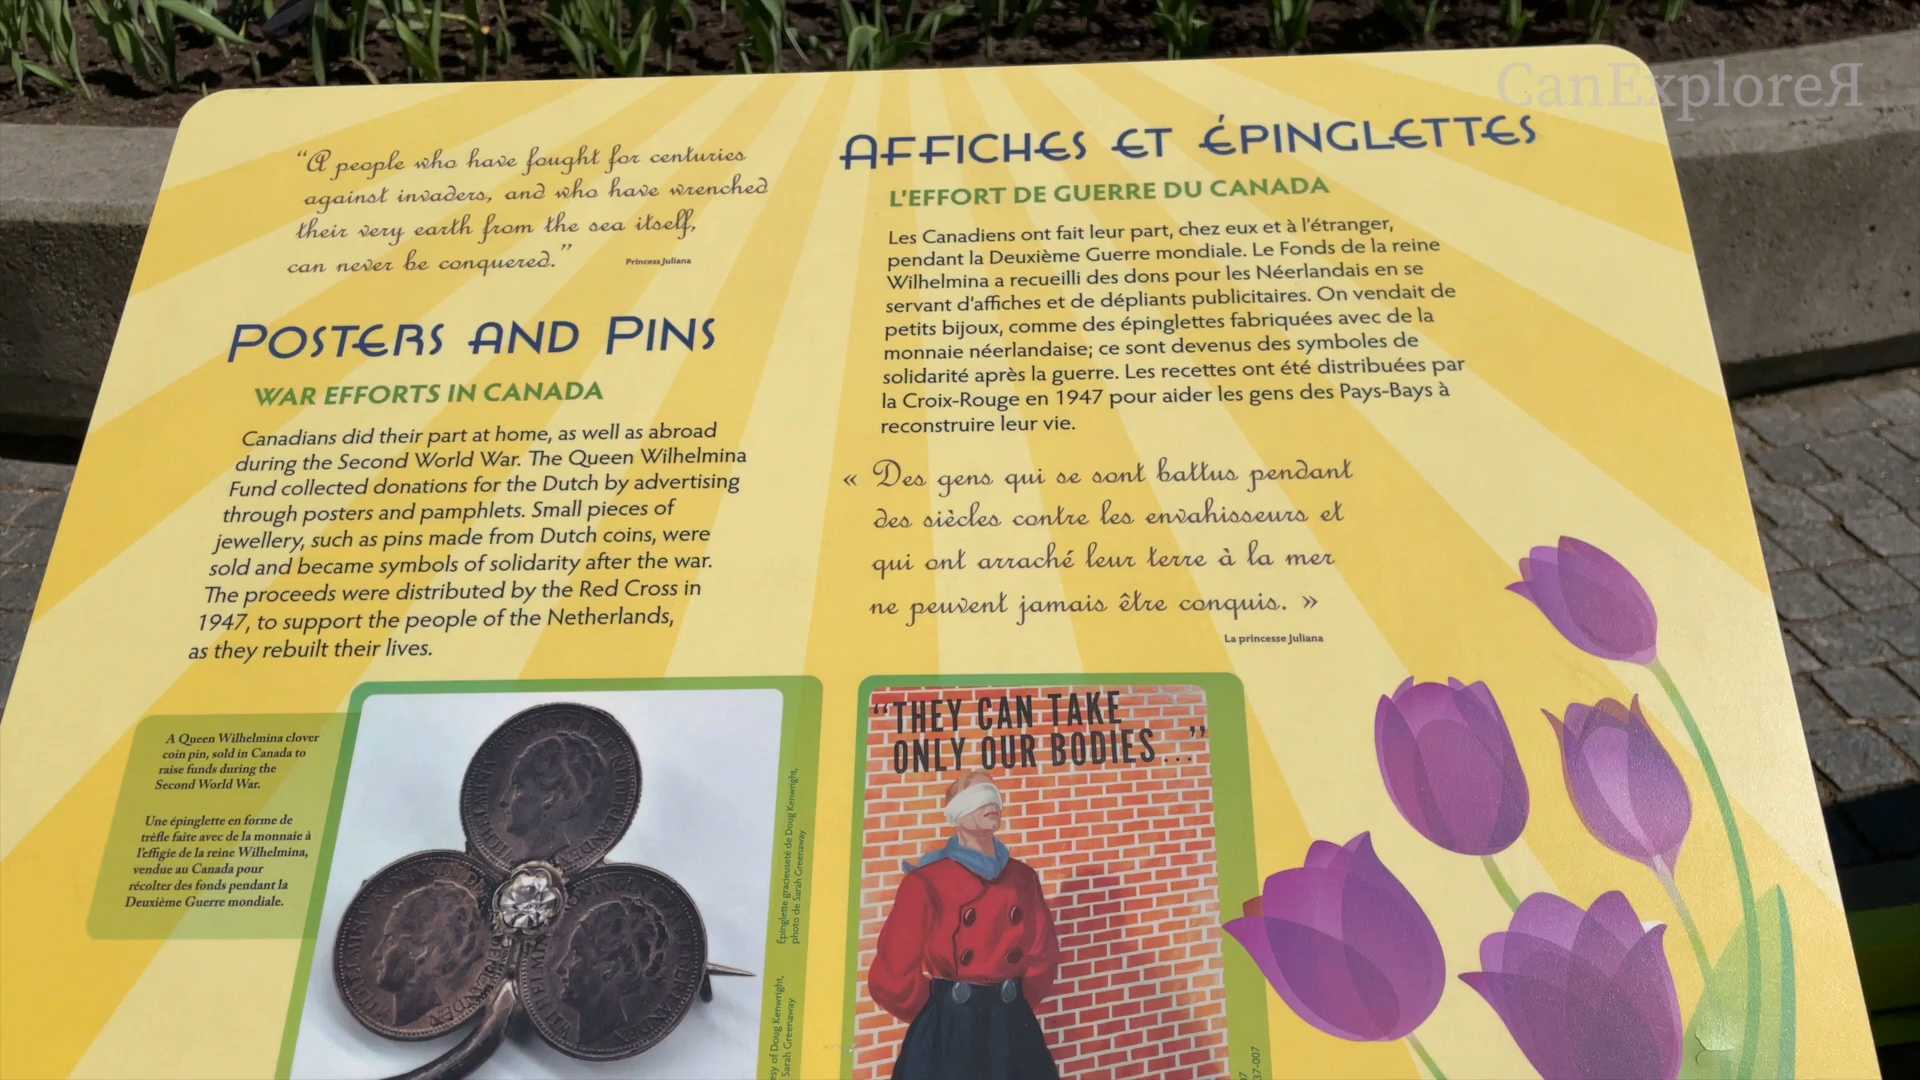 CanExploreЯ
"A people who have fought for centuries
against invaders, and who have wrenched
their very earth from the sea itself,
can never be conquered."
Princess Juliana
POSTERS AND PINS
WAR EFFORTS IN CANADA
Canadians did their part at home, as well as abroad
during the Second World War. The Queen Wilhelmina
Fund collected donations for the Dutch by advertising
through posters and pamphlets. Small pieces of
jewellery, such as pins made from Dutch coins, were
sold and became symbols of solidarity after the war.
The proceeds were distributed by the Red Cross in
1947, to support the people of the Netherlands,
as they rebuilt their lives.
AFFICHES ET ÉPINGLETTES
L'EFFORT DE GUERRE DU CANADA
Les Canadiens ont fait leur part, chez eux et à l'étranger,
pendant la Deuxième Guerre mondiale. Le Fonds de la reine
Wilhelmina a recueilli des dons pour les Néerlandais en se
servant d'affiches et de dépliants publicitaires. On vendait de
petits bijoux, comme des épinglettes fabriquées avec de la
monnaie néerlandaise; ce sont devenus des symboles de
solidarité après la guerre. Les recettes ont été distribuées par
la Croix-Rouge en 1947 pour aider les gens des Pays-Bays à
reconstruire leur vie.
« Des gens qui se sont battus pendant
des siècles contre les envahisseurs et
qui ont arraché leur terre à la mer
ne peuvent jamais être conquis. »
La princesse Juliana
A Queen Wilhelmina clover
coin pin, sold in Canada to
raise funds during the
Second World War.
Une épinglette en forme de
trèfle faite avec de la monnaie à
l'effigie de la reine Wilhelmina,
vendue au Canada pour
récolter des fonds pendant la
Deuxième Guerre mondiale.
Épinglette gracieuseté de Doug Kenwright,
photo de Sarah Greenaway
of Doug Kenwright,
Sarah Greenaway
"THEY CAN TAKE
ONLY OUR BODIES..."
37-007